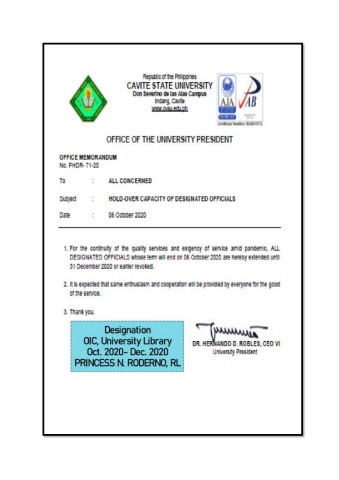 Republic of the Philippines
CAVITE STATE UNIVERSITY
Don Severino de las Alas Campus
Indang, Cavite
www.cvsu.edu.ph
AJA
PAB
OFFICE OF THE UNIVERSITY PRESIDENT
OFFICE MEMORANDUM
No. PHDR- 71-20
To : ALL CONCERNED
Subject : HOLD-OVER CAPACITY OF DESIGNATED OFFICIALS
Date : 06 October 2020
1. For the continuity of the quality services and exigency of service amid pandemic, ALL
DESIGNATED OFFICIALS whose term will end on 06 October 2020 are hereby extended until
31 December 2020 or earlier revoked.
2. It is expected that same enthusiasm and cooperation will be provided by everyone for the good
of the service.
3. Thank you.
Designation
OIC, University Library
Oct. 2020- Dec. 2020
PRINCESS N. RODERNO, RL
DR. HERNANDO D. ROBLES, CEO VI
University President